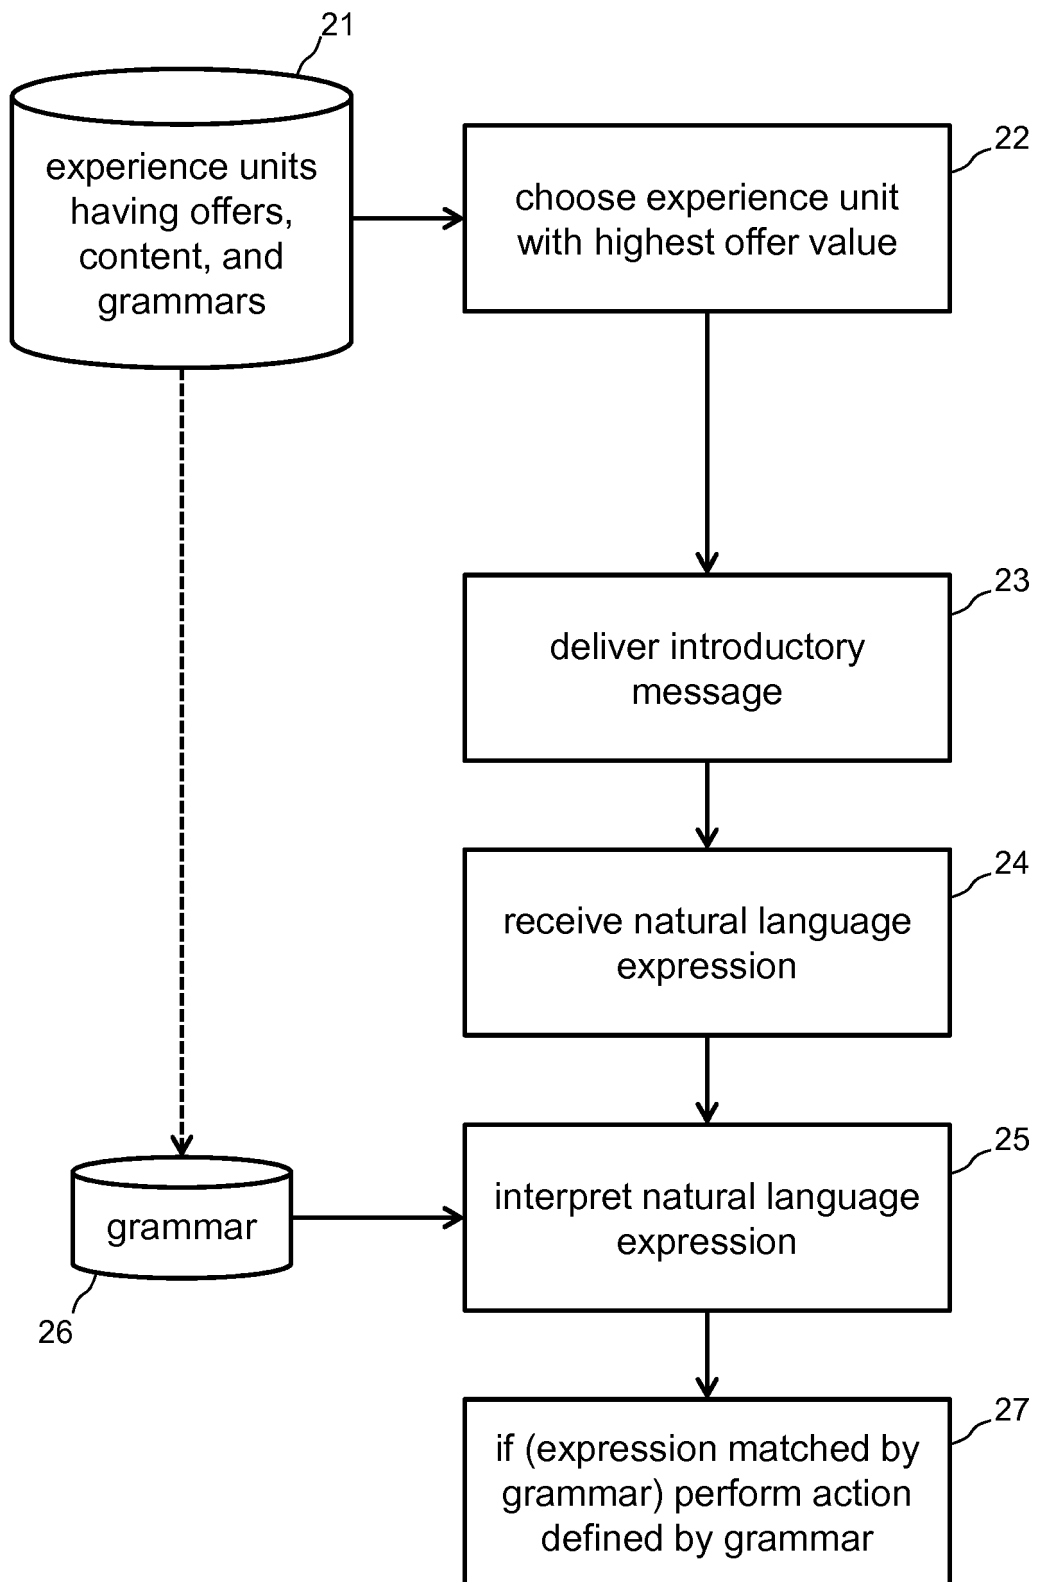 21
experience units
having offers,
content, and
grammars
22
choose experience unit
with highest offer value
23
deliver introductory
message
24
receive natural language
expression
25
interpret natural language
expression
grammar
26
27
if (expression matched by
grammar) perform action
defined by grammar